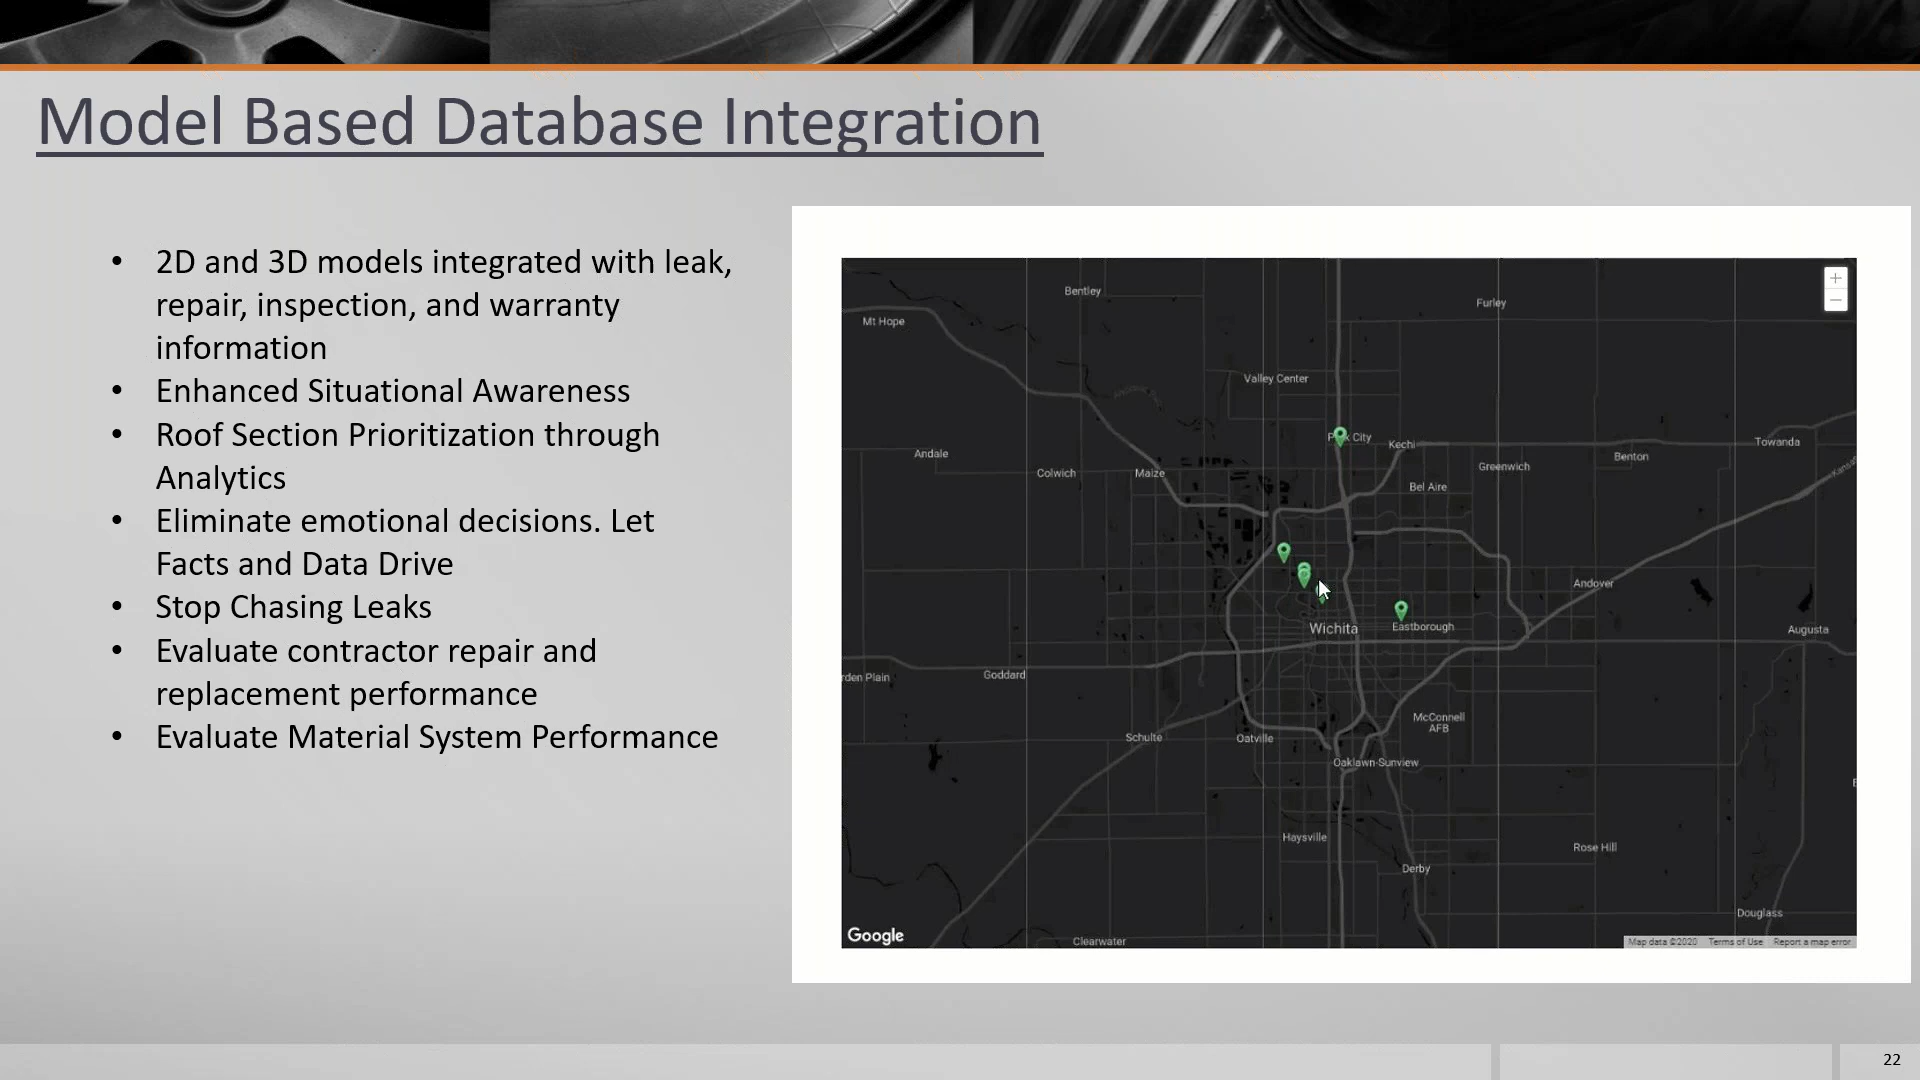 Model Based Database Integration
• 2D and 3D models integrated with leak,
repair, inspection, and warranty
information
• Enhanced Situational Awareness
• Roof Section Prioritization through
Analytics
• Eliminate emotional decisions. Let
Facts and Data Drive
• Stop Chasing Leaks
• Evaluate contractor repair and
replacement performance
• Evaluate Material System Performance
Bentley
Furley
Mt Hope
Valley Center
City
Kechi
Towanda
Andale
Benton
Colwich
Maize
Greenwich
Bel Aire
Andover
Wichita
Eastborough
Augusta
rden Plain
Goddard
McConnell
AFB
Schulte
Oatville
Oaklawn-Sunview
Haysville
Rose Hill
Derby
Douglass
Clearwater
Google
Map data ©2020 Terms of Use Report a map error
22